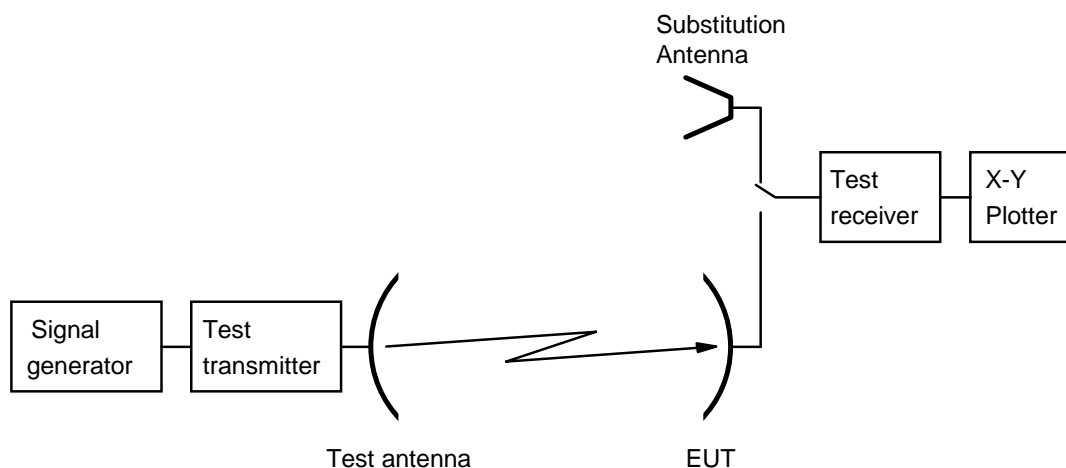 Substitution
Antenna
Test
receiver
X-Y
Plotter
Signal
generator
Test
transmitter
Test antenna
EUT